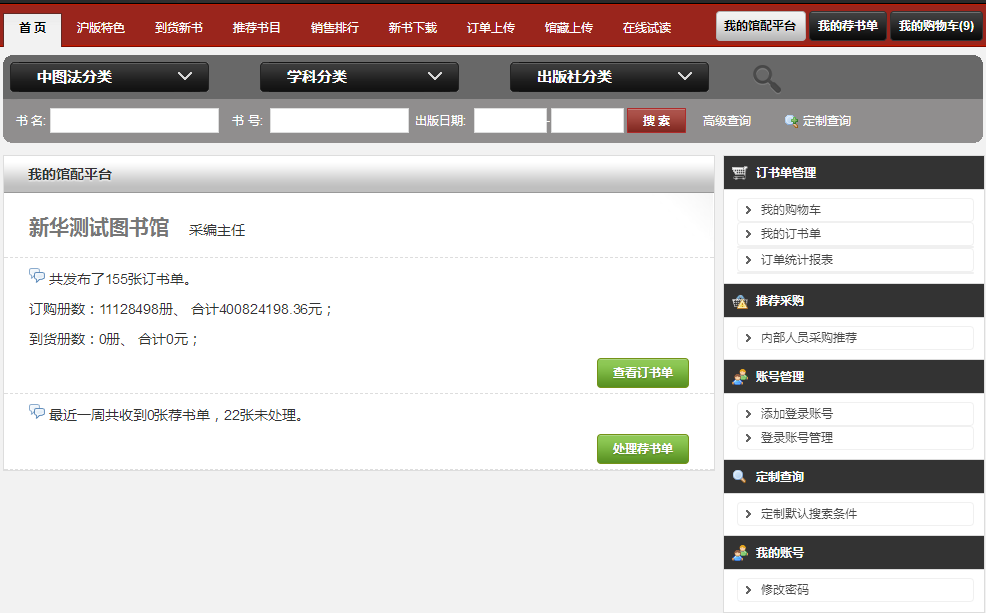 首 页 沪版特色 到货新书 推荐书目 销售排行 新书下载 订单上传 馆藏上传 在线试读 我的馆配平台 我的荐书单 我的购物车(9)
中图法分类 学科分类 出版社分类
书 名: 书 号: 出版日期: - 搜 索 高级查询 定制查询
我的馆配平台
新华测试图书馆 采编主任
共发布了155张订书单。
订购册数：11128498册、 合计400824198.36元；
到货册数：0册、 合计0元；
查看订书单
最近一周共收到0张荐书单，22张未处理。
处理荐书单
订书单管理
我的购物车
我的订书单
订单统计报表
推荐采购
内部人员采购推荐
账号管理
添加登录账号
登录账号管理
定制查询
定制默认搜索条件
我的账号
修改密码